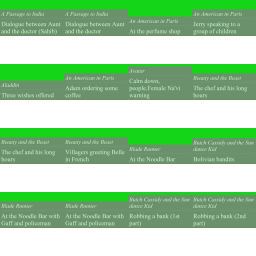 A Passage to India
Dialogue between Aunt
and the doctor (Sahib)
A Passage to India
Dialogue between Aunt
and the doctor
An American in Paris
At the perfume shop
An American in Paris
Jerry speaking to a
group of children
Aladdin
Three wishes offered
An American in Paris
Adam ordering some
coffee
Avatar
Calm down,
people.Female Na'vi
warning
Beauty and the Beast
The chef and his long
hours
Beauty and the Beast
The chef and his long
hours
Beauty and the Beast
Villagers greeting Belle
in French
Blade Runner
At the Noodle Bar
Butch Cassidy and the Sun
dance Kid
Bolivian bandits
Blade Runner
At the Noodle Bar with
Gaff and policeman
Blade Runner
At the Noodle Bar with
Gaff and policeman
Butch Cassidy and the Sun
dance Kid
Robbing a bank (1st
part)
Butch Cassidy and the Sun
dance Kid
Robbing a bank (2nd
part)